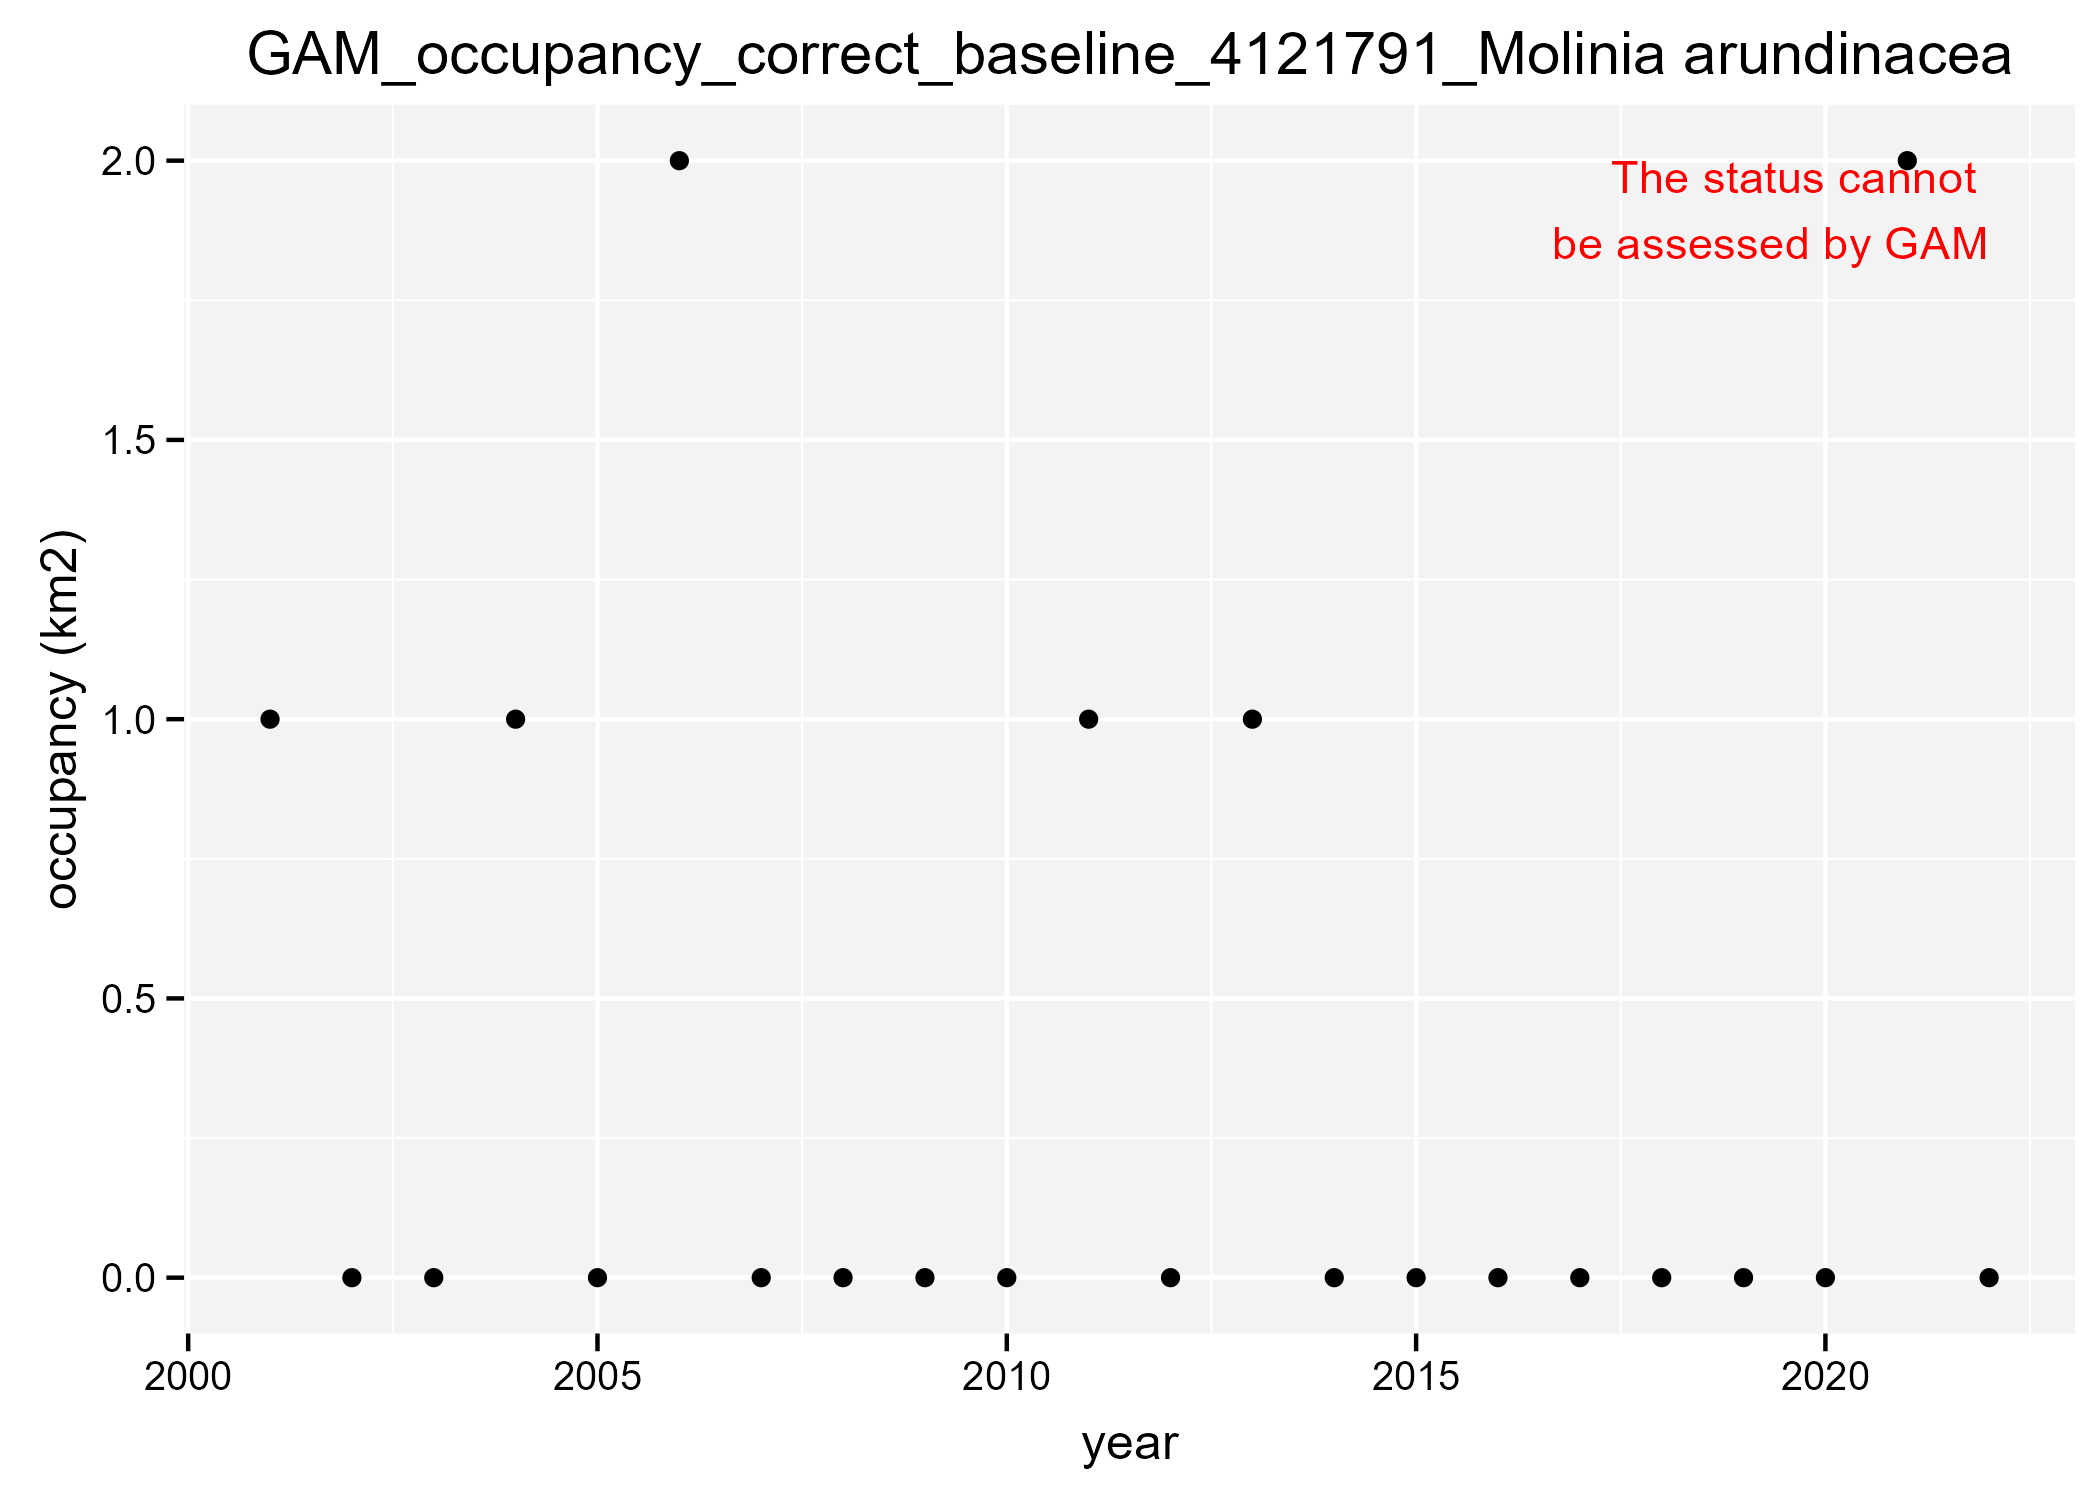 GAM_occupancy_correct_baseline_4121791_Molinia arundinacea
2.0
The status cannot
be assessed by GAM
1.5
occupancy (km2)
1.0
0.5
0.0
2000 2005 2010 2015 2020
year